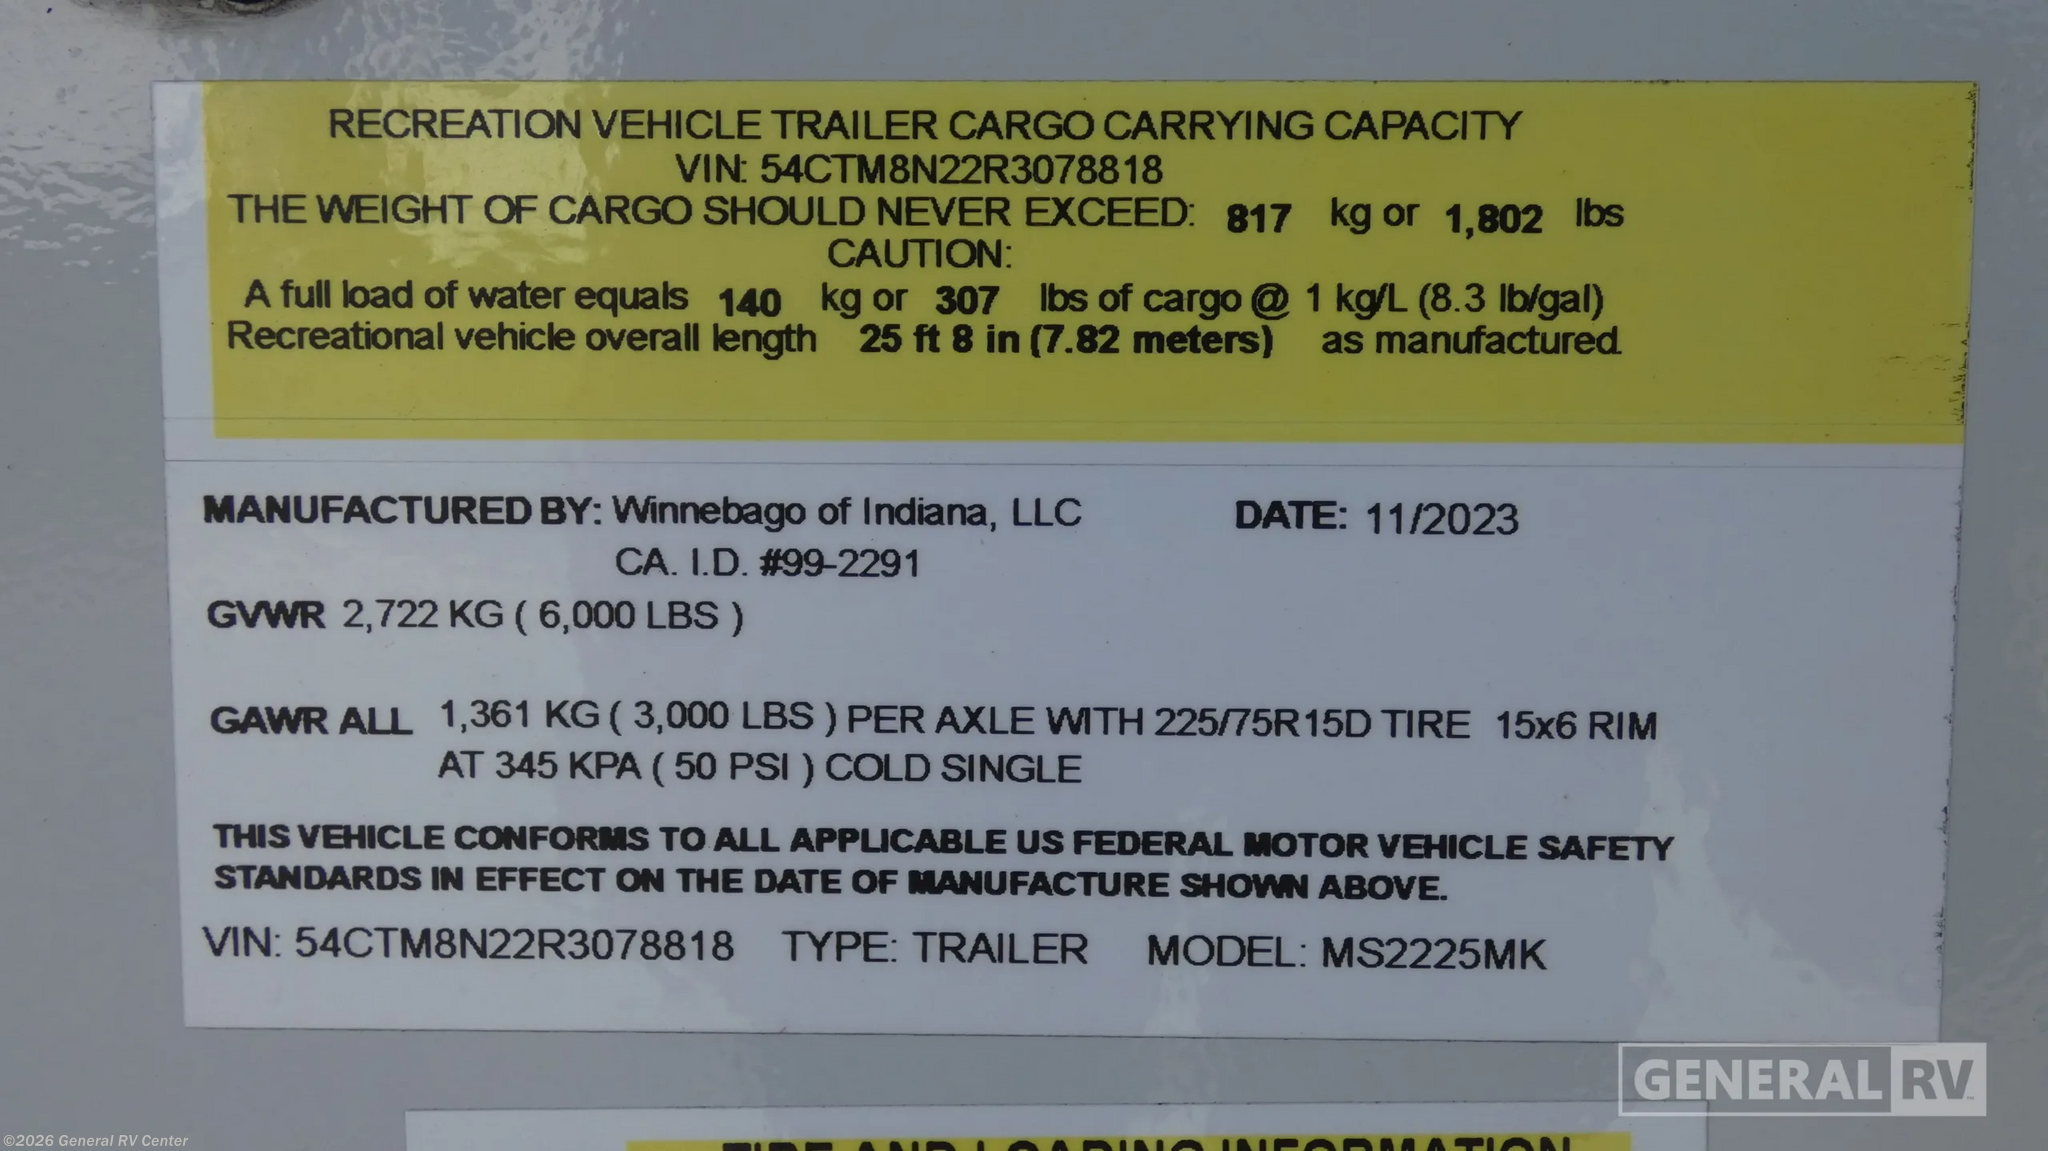 RECREATION VEHICLE TRAILER CARGO CARRYING CAPACITY
VIN: 54CTM8N22R3078818
THE WEIGHT OF CARGO SHOULD NEVER EXCEED: 817 kg or 1,802 lbs
CAUTION:
A full load of water equals 140 kg or 307 lbs of cargo @ 1 kg/L (8.3 lb/gal)
Recreational vehicle overall length 25 ft 8 in (7.82 meters) as manufactured.
MANUFACTURED BY: Winnebago of Indiana, LLC DATE: 11/2023
CA. I.D. #99-2291
GVWR 2,722 KG ( 6,000 LBS )
GAWR ALL 1,361 KG ( 3,000 LBS ) PER AXLE WITH 225/75R15D TIRE 15x6 RIM
AT 345 KPA ( 50 PSI ) COLD SINGLE
THIS VEHICLE CONFORMS TO ALL APPLICABLE US FEDERAL MOTOR VEHICLE SAFETY
STANDARDS IN EFFECT ON THE DATE OF MANUFACTURE SHOWN ABOVE.
VIN: 54CTM8N22R3078818 TYPE: TRAILER MODEL: MS2225MK
GENERAL RV
©2026 General RV Center
TIRE AND LOADING INFORMATION